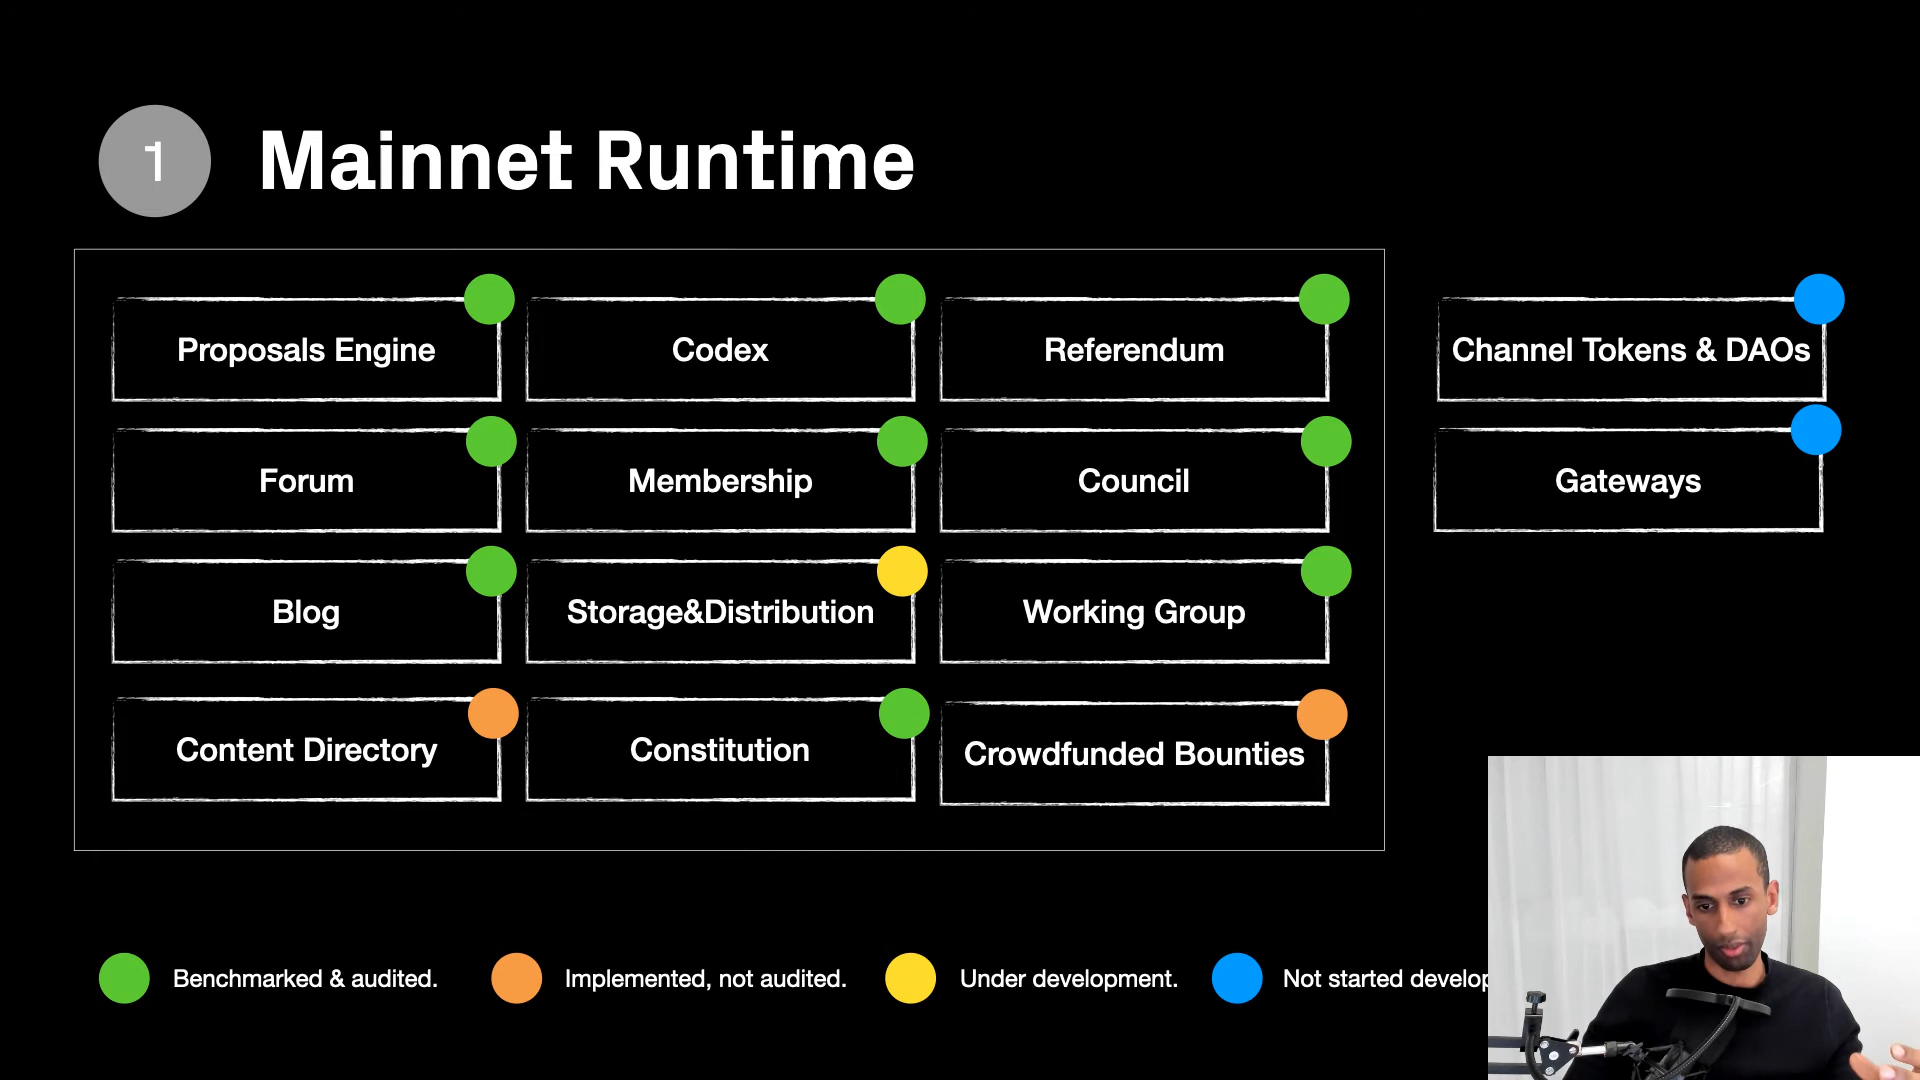 1 Mainnet Runtime
Proposals Engine
Codex
Referendum
Channel Tokens & DAOs
Forum
Membership
Council
Gateways
Blog
Storage&Distribution
Working Group
Content Directory
Constitution
Crowdfunded Bounties
Benchmarked & audited.
Implemented, not audited.
Under development.
Not started